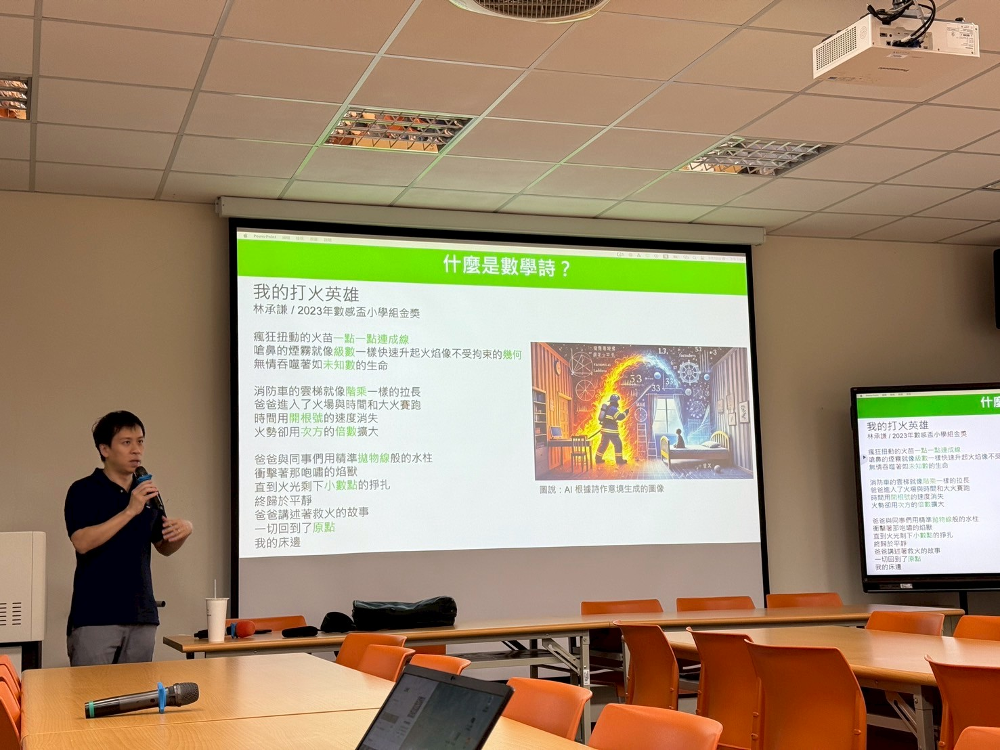 PowerPoint
什麼是數學詩？
我的打火英雄
林承謙 / 2023年數感盃小學組金獎
瘋狂扭動的火苗一點一點連成線
嗆鼻的煙霧就像級數一樣快速升起火焰像不受拘束的幾何
無情吞噬著如未知數的生命
消防車的雲梯就像階乘一樣的拉長
爸爸進入了火場與時間和大火賽跑
時間用開根號的速度消失
火勢卻用次方的倍數擴大
爸爸與同事們用精準拋物線般的水柱
衝擊著那咆嘯的焰獸
直到火光剩下小數點的掙扎
終歸於平靜
爸爸講述著救火的故事
一切回到了原點
我的床邊
1.3.
33
33
33
圖說：AI 根據詩作意境生成的圖像
Panasonic
我的打火英雄
林承謙 / 2023年數感盃小學組金獎
瘋狂扭動的火苗一點一點連成線
嗆鼻的煙霧就像級數一樣快速升起火焰像不
無情吞噬著如未知數的生命
消防車的雲梯就像階乘一樣的拉長
爸爸進入了火場與時間和大火賽跑
時間用開根號的速度消失
火勢卻用次方的倍數擴大
爸爸與同事們用精準拋物線般的水柱
衝擊著那咆嘯的焰獸
直到火光剩下小數點的掙扎
終歸於平靜
爸爸講述著救火的故事
一切回到了原點
我的床邊